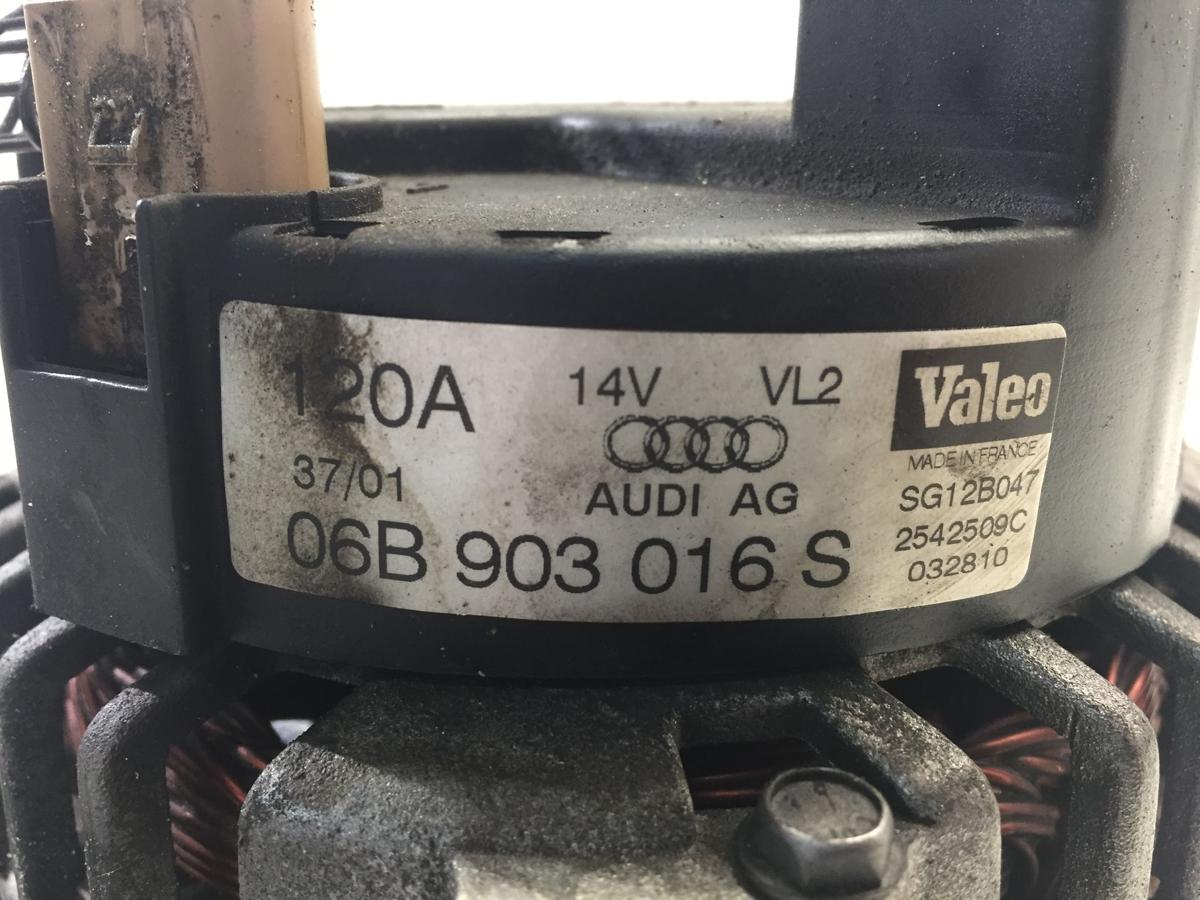 120A
14V VL2
37/01
AUDI AG
06B 903 016 S
Valeo
MADE IN FRANCE
SG12B047
2542509C
032810